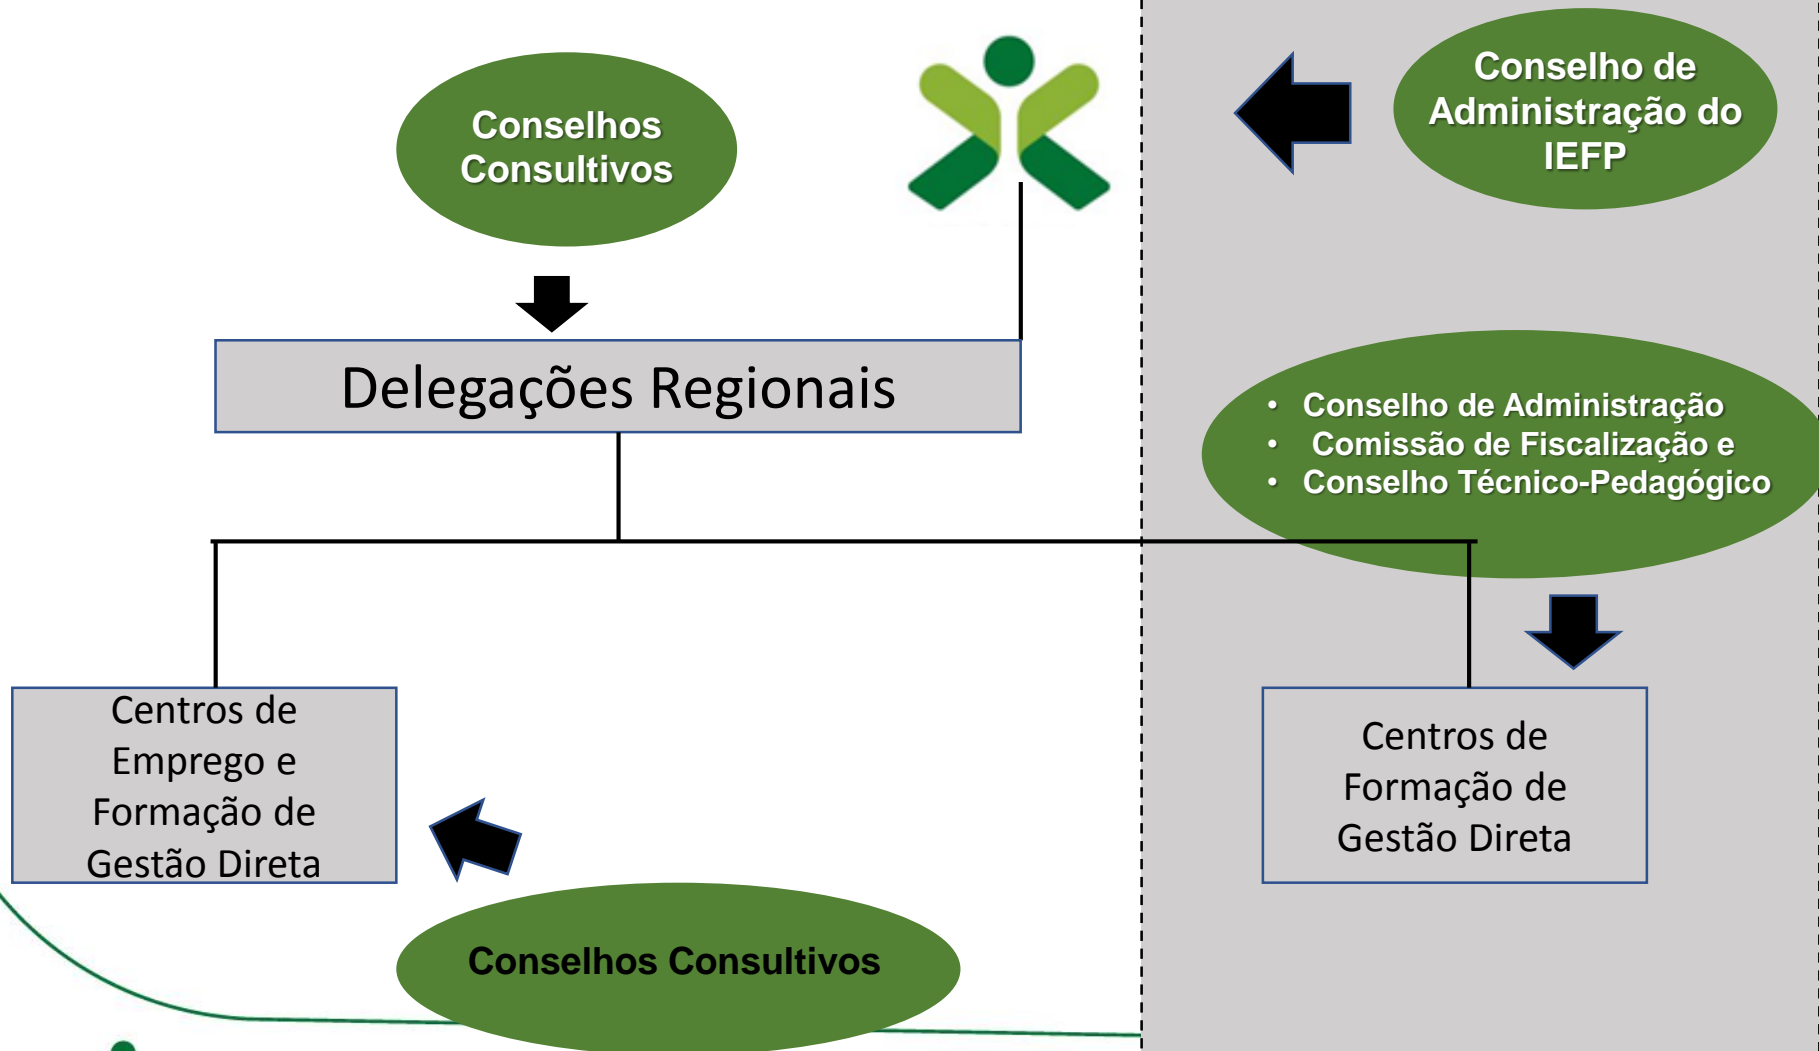 Conselhos
Consultivos
Conselho de
Administração do
IEFP
Delegações Regionais
• Conselho de Administração
• Comissão de Fiscalização e
• Conselho Técnico-Pedagógico
Centros de
Emprego e
Formação de
Gestão Direta
Centros de
Formação de
Gestão Direta
Conselhos Consultivos